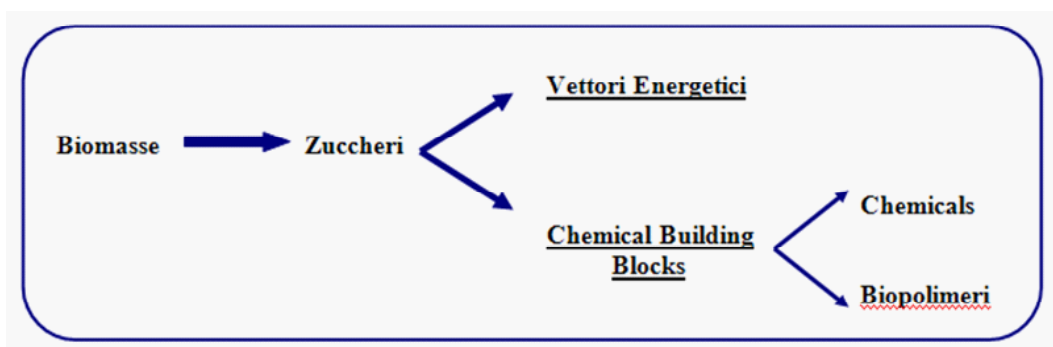 Biomasse
Zuccheri
Vettori Energetici
Chemical Building
Blocks
Chemicals
Biopolimeri